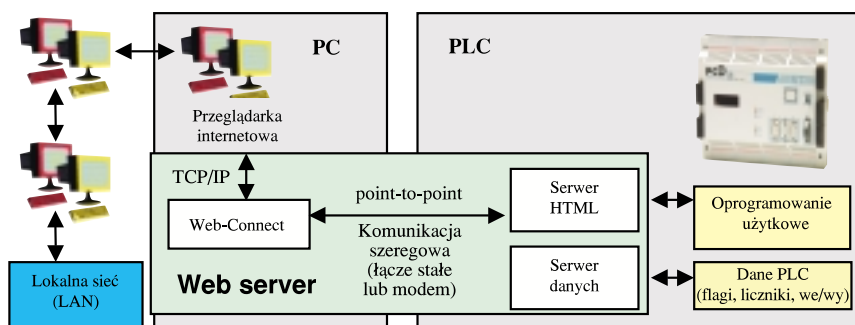 PC
PLC
PCD
Przeglądarka
internetowa
TCP/IP
Web-Connect
point-to-point
Komunikacja
szeregowa
(łącze stałe
lub modem)
Web server
Serwer
HTML
Serwer
danych
Oprogramowanie
użytkowe
Dane PLC
(flagi, liczniki, we/wy)
Lokalna sieć
(LAN)